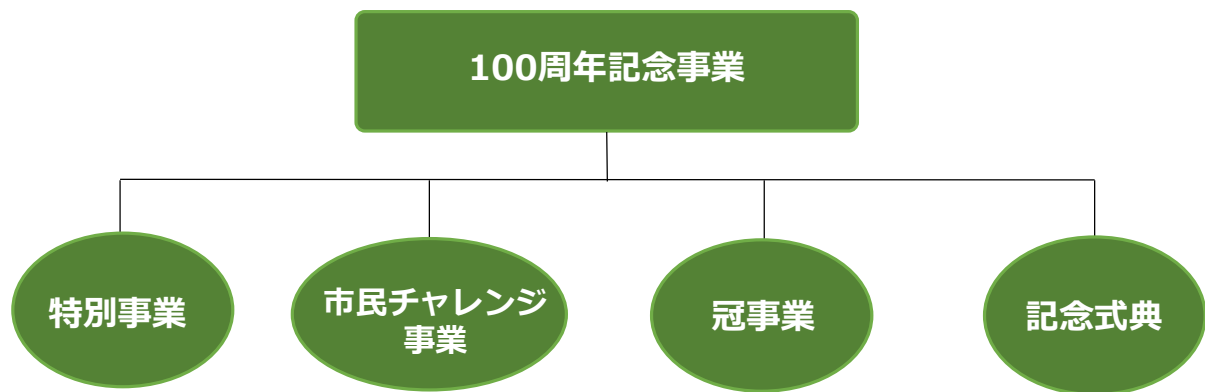 100周年記念事業
特別事業
市民チャレンジ
事業
冠事業
記念式典